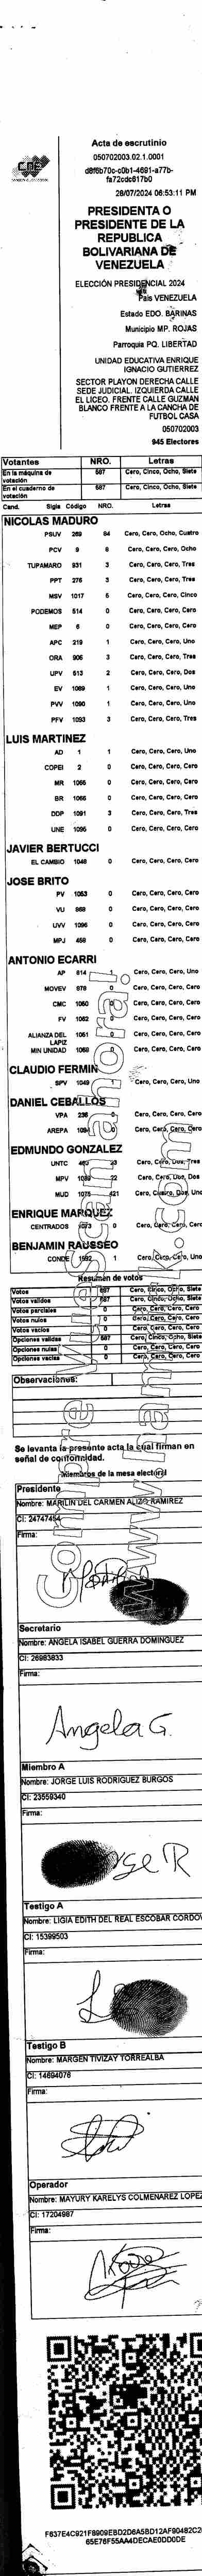 CNE
Acta de escrutinio
050702003.02.1.0001
d6f6b70c-c0b1-4691-a77b-
fa72cdc617b0
28/07/2024 06:53:11 PM
PRESIDENTA O
PRESIDENTE DE LA
REPUBLICA
BOLIVARIANA DE
VENEZUELA
ELECCIÓN PRESIDENCIAL 2024
País VENEZUELA
Estado EDO. BARINAS
Municipio MP. ROJAS
Parroquia PQ. LIBERTAD
UNIDAD EDUCATIVA ENRIQUE
IGNACIO GUTIERREZ
SECTOR PLAYON DERECHA CALLE
SEDE JUDICIAL. IZQUIERDA CALLE
EL LICEO. FRENTE CALLE GUZMAN
BLANCO FRENTE A LA CANCHA DE
FUTBOL CASA
050702003
945 Electores
Votantes NRO. Letras
En la máquina de votación 587 Cero, Cinco, Ocho, Siete
En el cuaderno de votación 587 Cero, Cinco, Ocho, Siete
Cand. Sigla Código NRO. Letras
NICOLAS MADURO
PSUV 269 84 Cero, Cero, Ocho, Cuatro
PCV 9 8 Cero, Cero, Cero, Ocho
TUPAMARO 931 3 Cero, Cero, Cero, Tres
PPT 276 3 Cero, Cero, Cero, Tres
MSV 1017 5 Cero, Cero, Cero, Cinco
PODEMOS 514 0 Cero, Cero, Cero, Cero
MEP 6 0 Cero, Cero, Cero, Cero
APC 219 1 Cero, Cero, Cero, Uno
ORA 906 3 Cero, Cero, Cero, Tres
UPV 513 2 Cero, Cero, Cero, Dos
EV 1089 1 Cero, Cero, Cero, Uno
PVV 1090 1 Cero, Cero, Cero, Uno
PFV 1093 3 Cero, Cero, Cero, Tres
LUIS MARTINEZ
AD 1 1 Cero, Cero, Cero, Uno
COPEI 2 0 Cero, Cero, Cero, Cero
MR 1065 0 Cero, Cero, Cero, Cero
BR 1066 0 Cero, Cero, Cero, Cero
DDP 1091 3 Cero, Cero, Cero, Tres
UNE 1095 0 Cero, Cero, Cero, Cero
JAVIER BERTUCCI
EL CAMBIO 1048 0 Cero, Cero, Cero, Cero
JOSE BRITO
PV 1053 0 Cero, Cero, Cero, Cero
VU 868 0 Cero, Cero, Cero, Cero
UVV 1096 0 Cero, Cero, Cero, Cero
MPJ 458 0 Cero, Cero, Cero, Cero
ANTONIO ECARRI
AP 814 1 Cero, Cero, Cero, Uno
MOVEV 978 0 Cero, Cero, Cero, Cero
CMC 1050 0 Cero, Cero, Cero, Cero
FV 1052 0 Cero, Cero, Cero, Cero
ALIANZA DEL LAPIZ 1051 0 Cero, Cero, Cero, Cero
MIN UNIDAD 1059 0 Cero, Cero, Cero, Cero
CLAUDIO FERMIN
SPV 1049 Cero, Cero, Cero, Uno
DANIEL CEBALLOS
VPA 0 Cero, Cero, Cero, Cero
AREPA 1094 0 Cero, Cero, Cero, Cero
EDMUNDO GONZALEZ
UNTC 23 Cero, Cero, Dos, Tres
MPV 22 Cero, Cero, Dos, Dos
MUD 421 Cero, Cuatro, Dos, Uno
ENRIQUE MARQUEZ
CENTRADOS 1073 0 Cero, Cero, Cero, Cero
BENJAMIN RAUSSEO
CONDE 1092 1 Cero, Cero, Cero, Uno
Resumen de votos
Votos 587 Cero, Cinco, Ocho, Siete
Votos validos 587 Cero, Cinco, Ocho, Siete
Votos parciales 0 Cero, Cero, Cero, Cero
Votos nulos 0 Cero, Cero, Cero, Cero
Votos vacios 0 Cero, Cero, Cero, Cero
Opciones validas 587 Cero, Cinco, Ocho, Siete
Opciones nulas 0 Cero, Cero, Cero, Cero
Opciones vacias 0 Cero, Cero, Cero, Cero
Observaciones:
Se levanta la presente acta la cual firman en
señal de conformidad.
Miembros de la mesa electoral
Presidente
Nombre: MARILIN DEL CARMEN ALIZO RAMIREZ
CI: 24747454
Firma:
Secretario
Nombre: ANGELA ISABEL GUERRA DOMINGUEZ
CI: 26983833
Firma:
Angela G.
Miembro A
Nombre: JORGE LUIS RODRIGUEZ BURGOS
CI: 23559340
Firma:
Testigo A
Nombre: LIGIA EDITH DEL REAL ESCOBAR CORDOV
CI: 15399503
Firma:
Testigo B
Nombre: MARGEN TIVIZAY TORREALBA
CI: 14694076
Firma:
Operador
Nombre: MAYURY KARELYS COLMENAREZ LOPEZ
CI: 17204987
Firma:
F637E4C921F8909EBD2D6A5BD12AF90482C2
65E76F55AA4DECAE0DD0DE